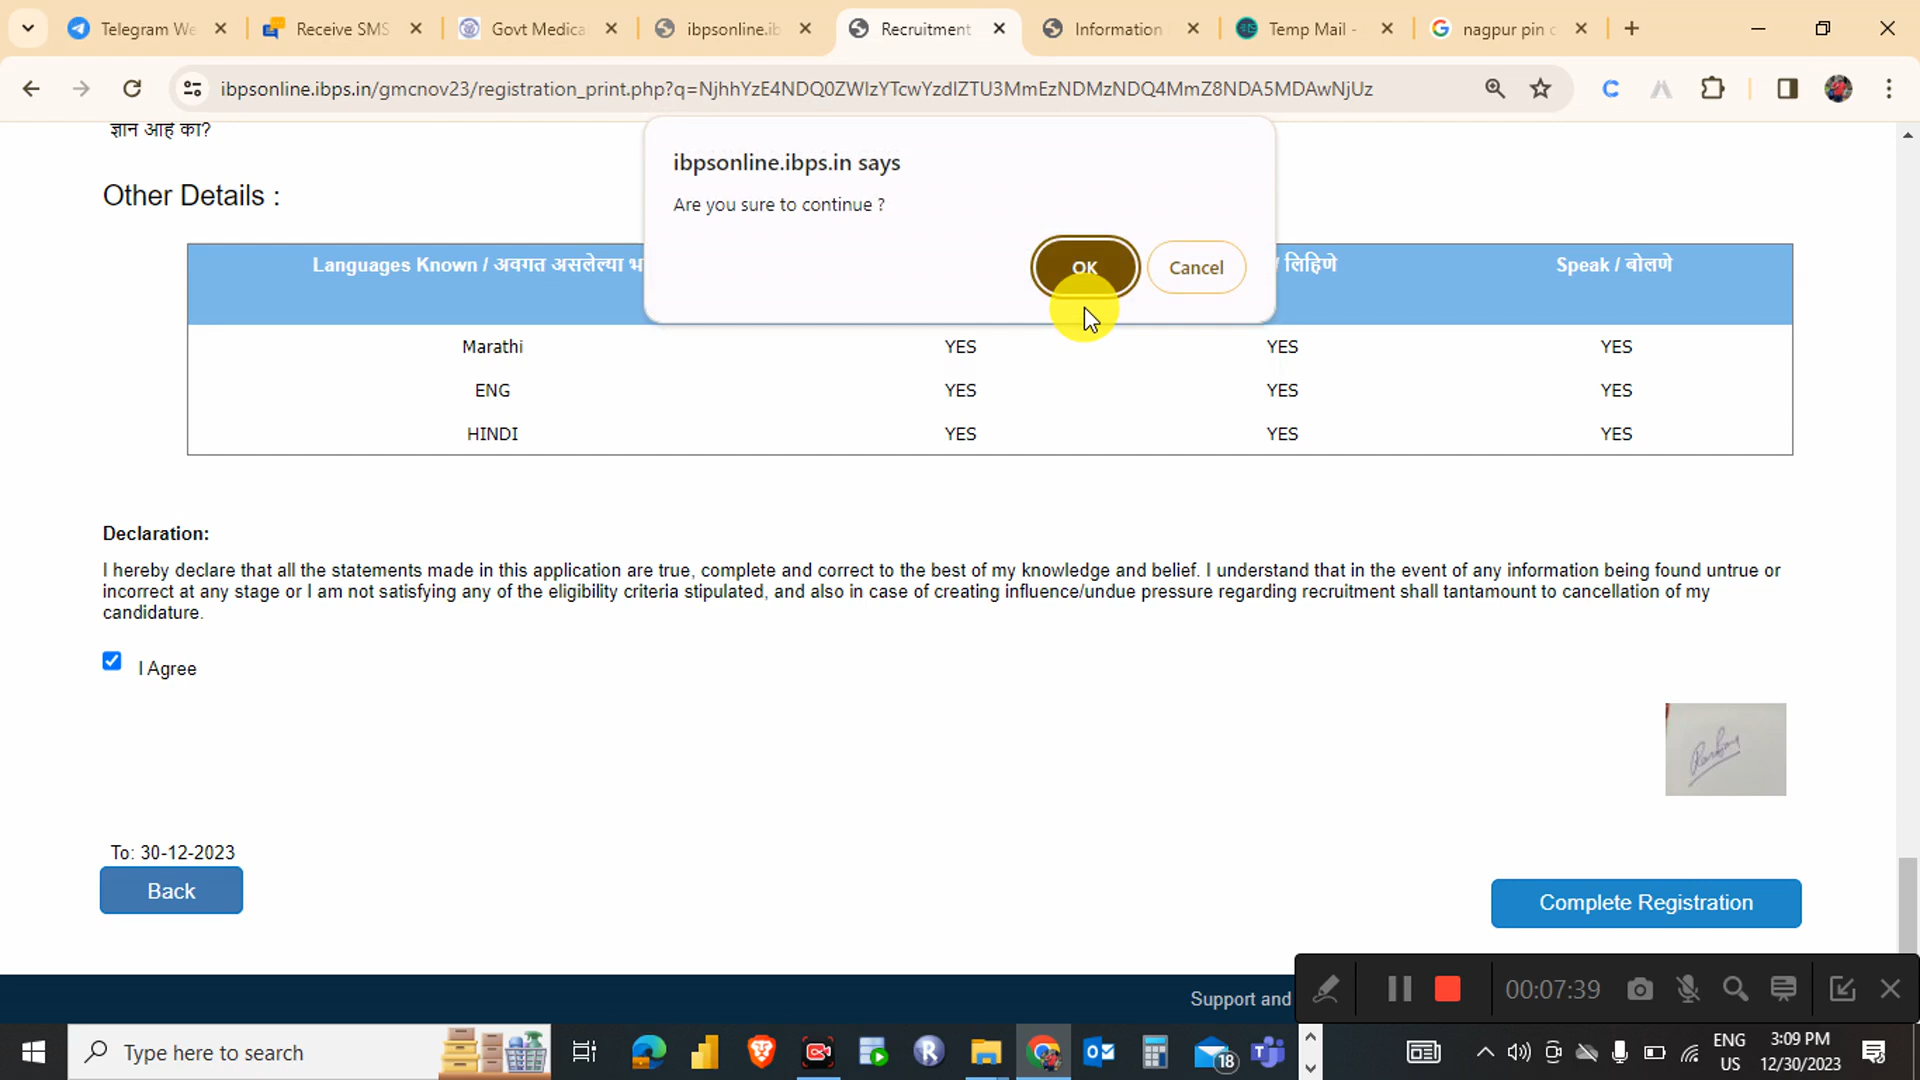 Telegram We
Receive SMS
Govt Medica
ibpsonline.ib
Recruitment
Information
Temp Mail -
nagpur pin c
ibpsonline.ibps.in/gmcnov23/registration_print.php?q=NjhhYzE4NDQ0ZWIzYTcwYzdlZTU3MmEzNDMzNDQ4MmZ8NDA5MDAwNjUz
ज्ञान आहे का?
ibpsonline.ibps.in says
Are you sure to continue ?
OK
Cancel
Other Details :
Languages Known / अवगत असलेल्या भ
/ लिहिणे
Speak / बोलणे
Marathi YES YES YES
ENG YES YES YES
HINDI YES YES YES
Declaration:
I hereby declare that all the statements made in this application are true, complete and correct to the best of my knowledge and belief. I understand that in the event of any information being found untrue or
incorrect at any stage or I am not satisfying any of the eligibility criteria stipulated, and also in case of creating influence/undue pressure regarding recruitment shall tantamount to cancellation of my
candidature.
I Agree
To: 30-12-2023
Back
Complete Registration
Support and
00:07:39
Type here to search
18
ENG
US
3:09 PM
12/30/2023